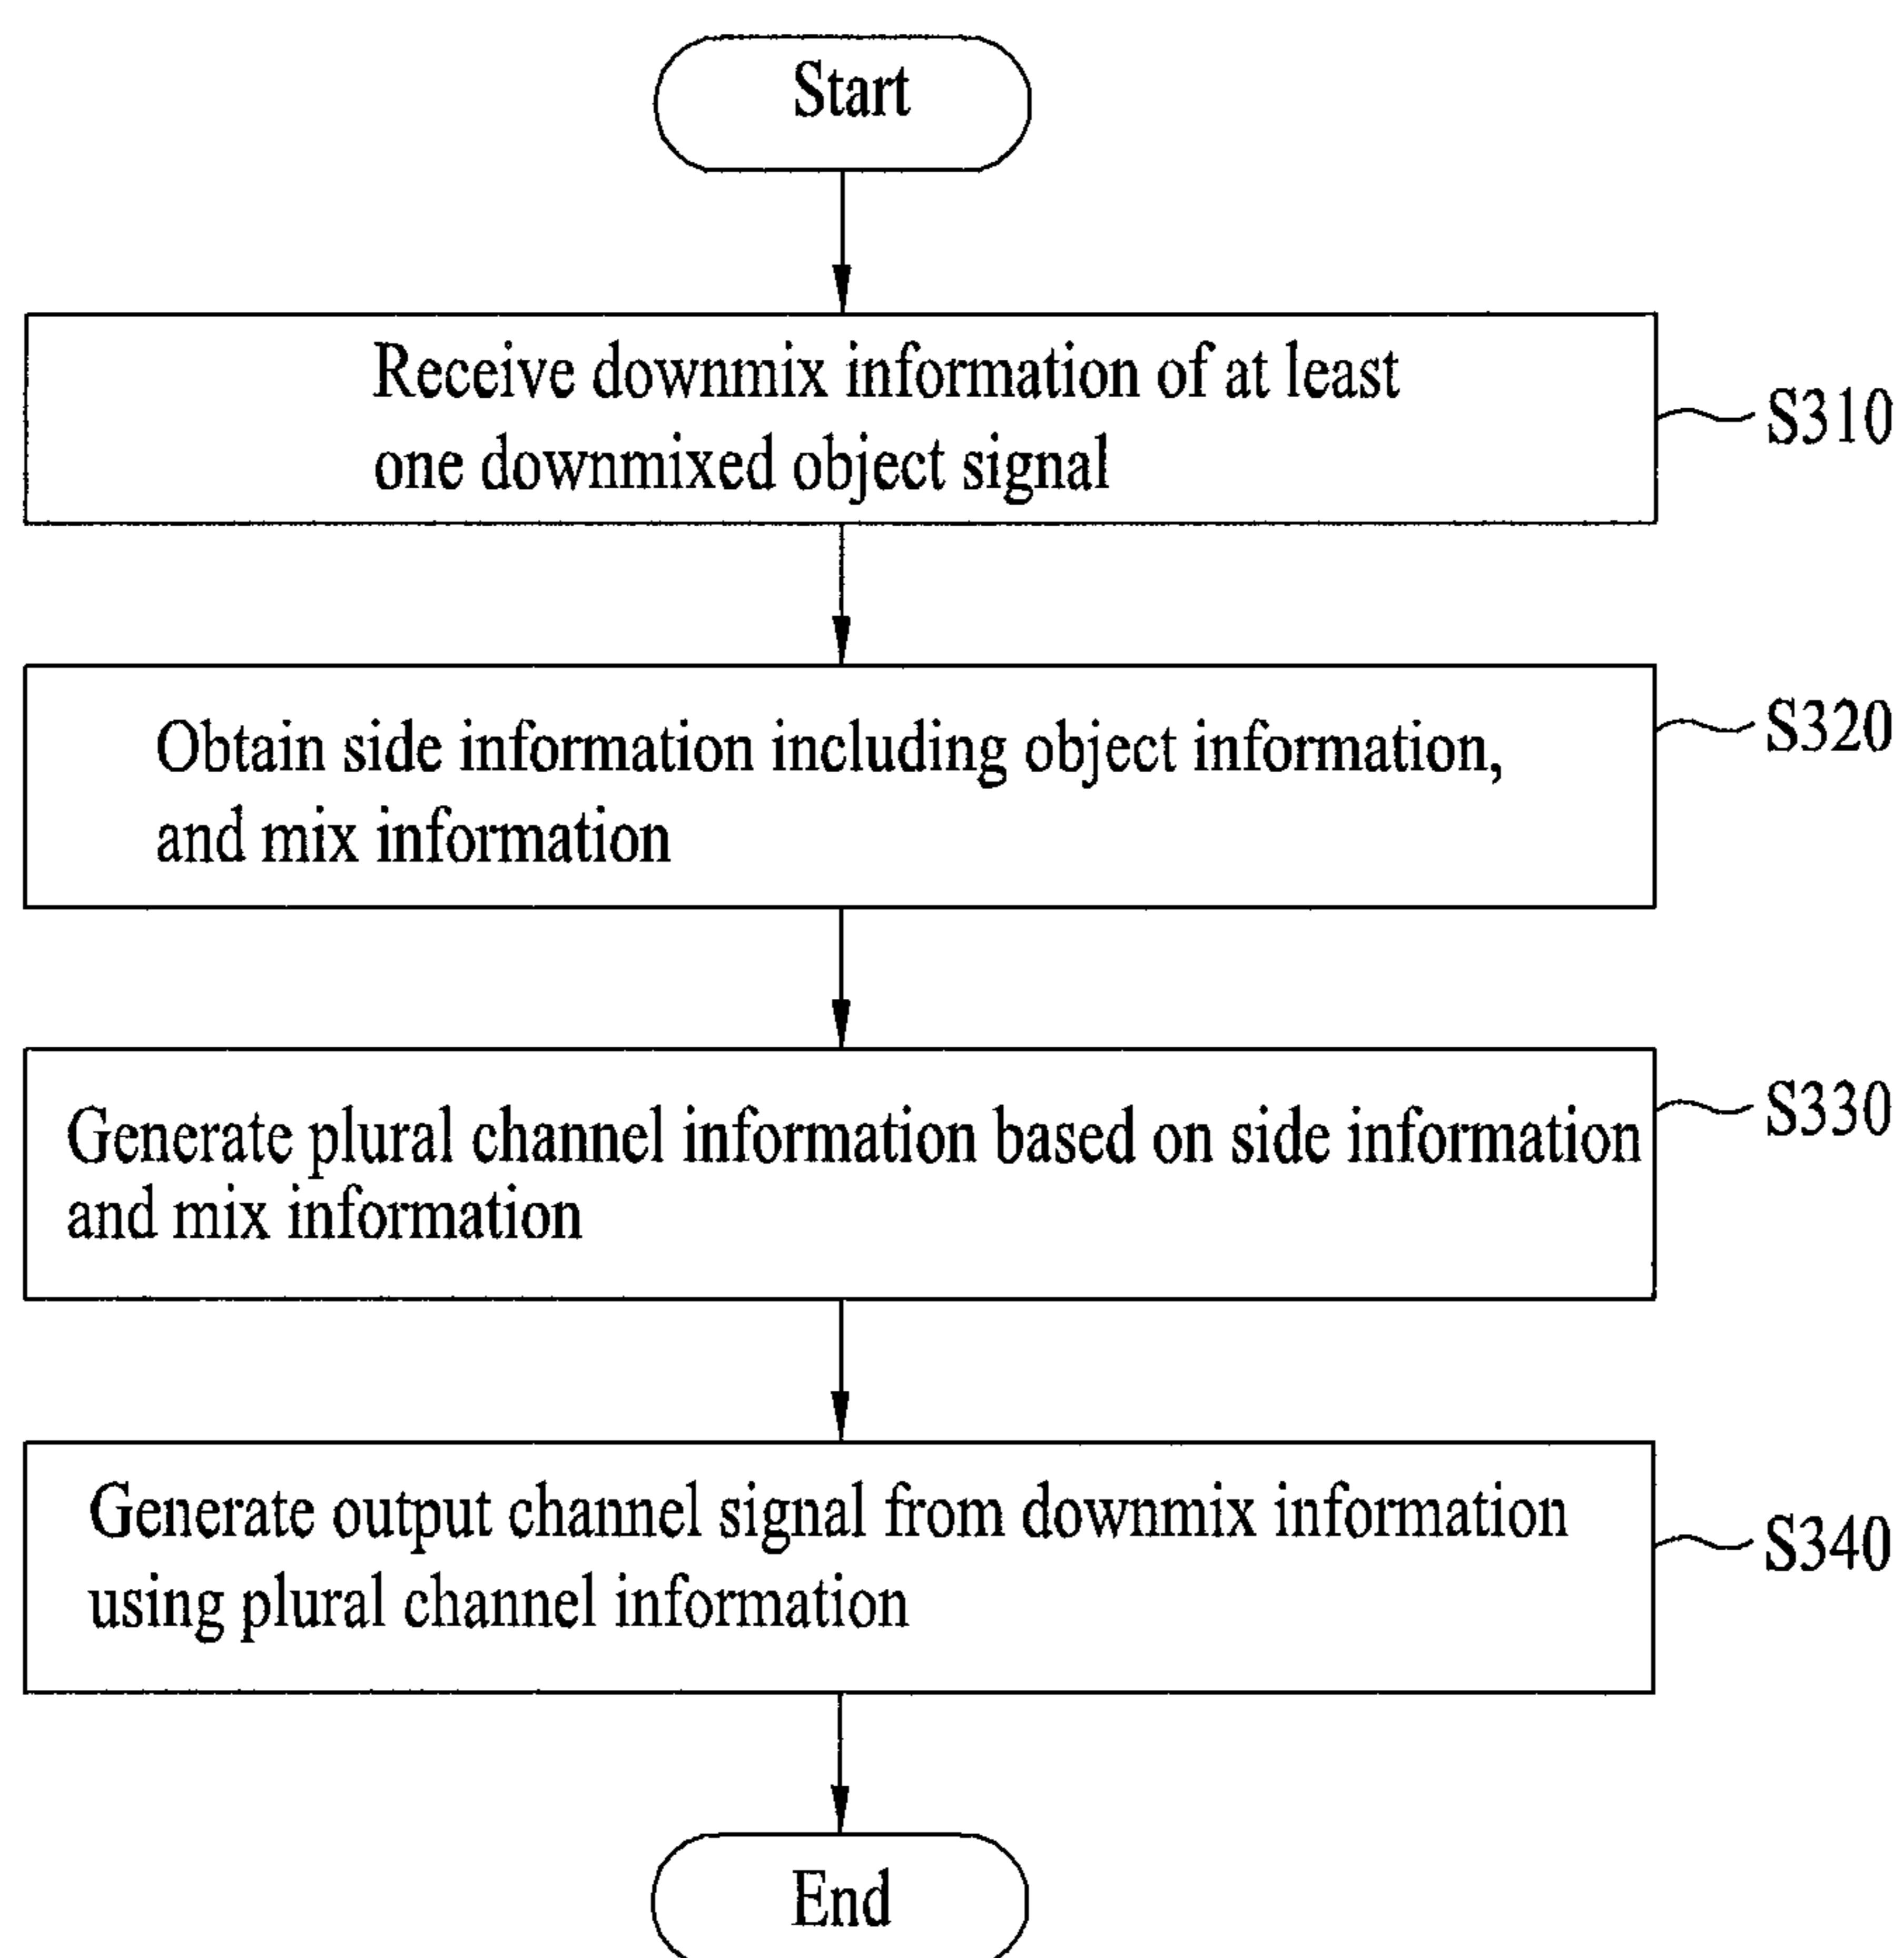 Start
Receive downmix information of at least
one downmixed object signal
S310
Obtain side information including object information,
and mix information
S320
Generate plural channel information based on side information
and mix information
S330
Generate output channel signal from downmix information
using plural channel information
S340
End